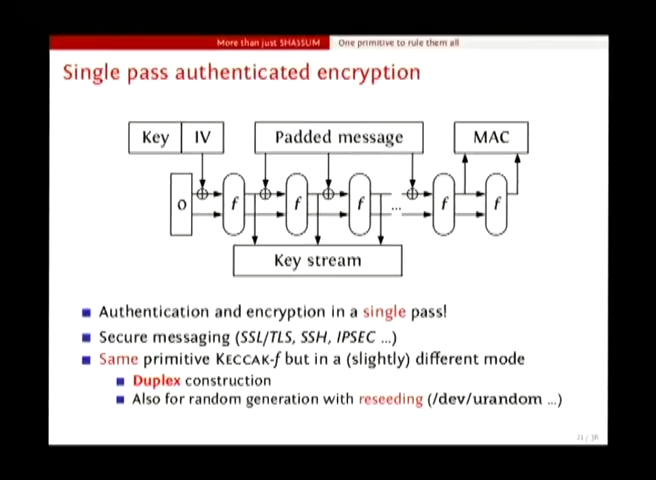 More than just SHA3SUM One primitive to rule them all
Single pass authenticated encryption
Key IV Padded message MAC
0 f f f ... f f
Key stream
Authentication and encryption in a single pass!
Secure messaging (SSL/TLS, SSH, IPSEC ...)
Same primitive KECCAK-f but in a (slightly) different mode
Duplex construction
Also for random generation with reseeding (/dev/urandom ...)
21 / 36